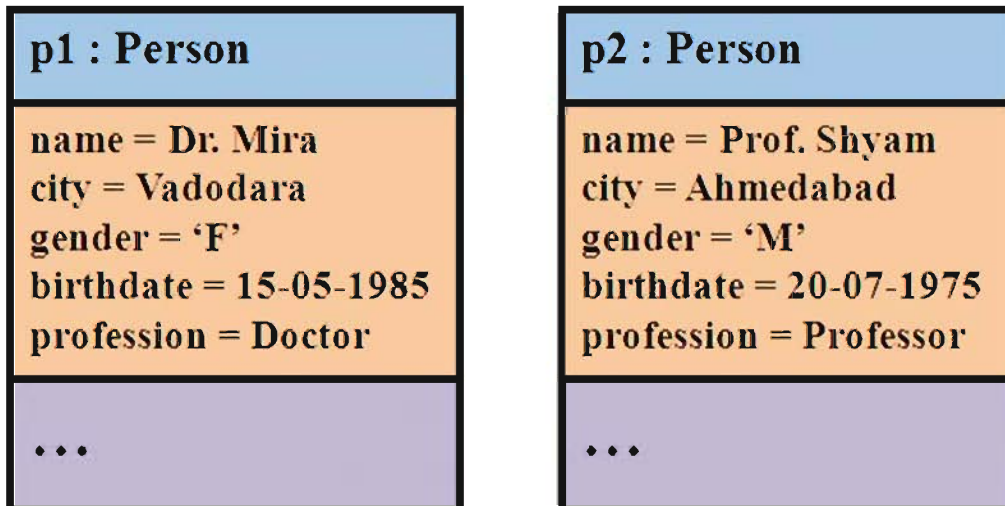 p1 : Person
name = Dr. Mira
city = Vadodara
gender = ‘F’
birthdate = 15-05-1985
profession = Doctor
...
p2 : Person
name = Prof. Shyam
city = Ahmedabad
gender = ‘M’
birthdate = 20-07-1975
profession = Professor
...